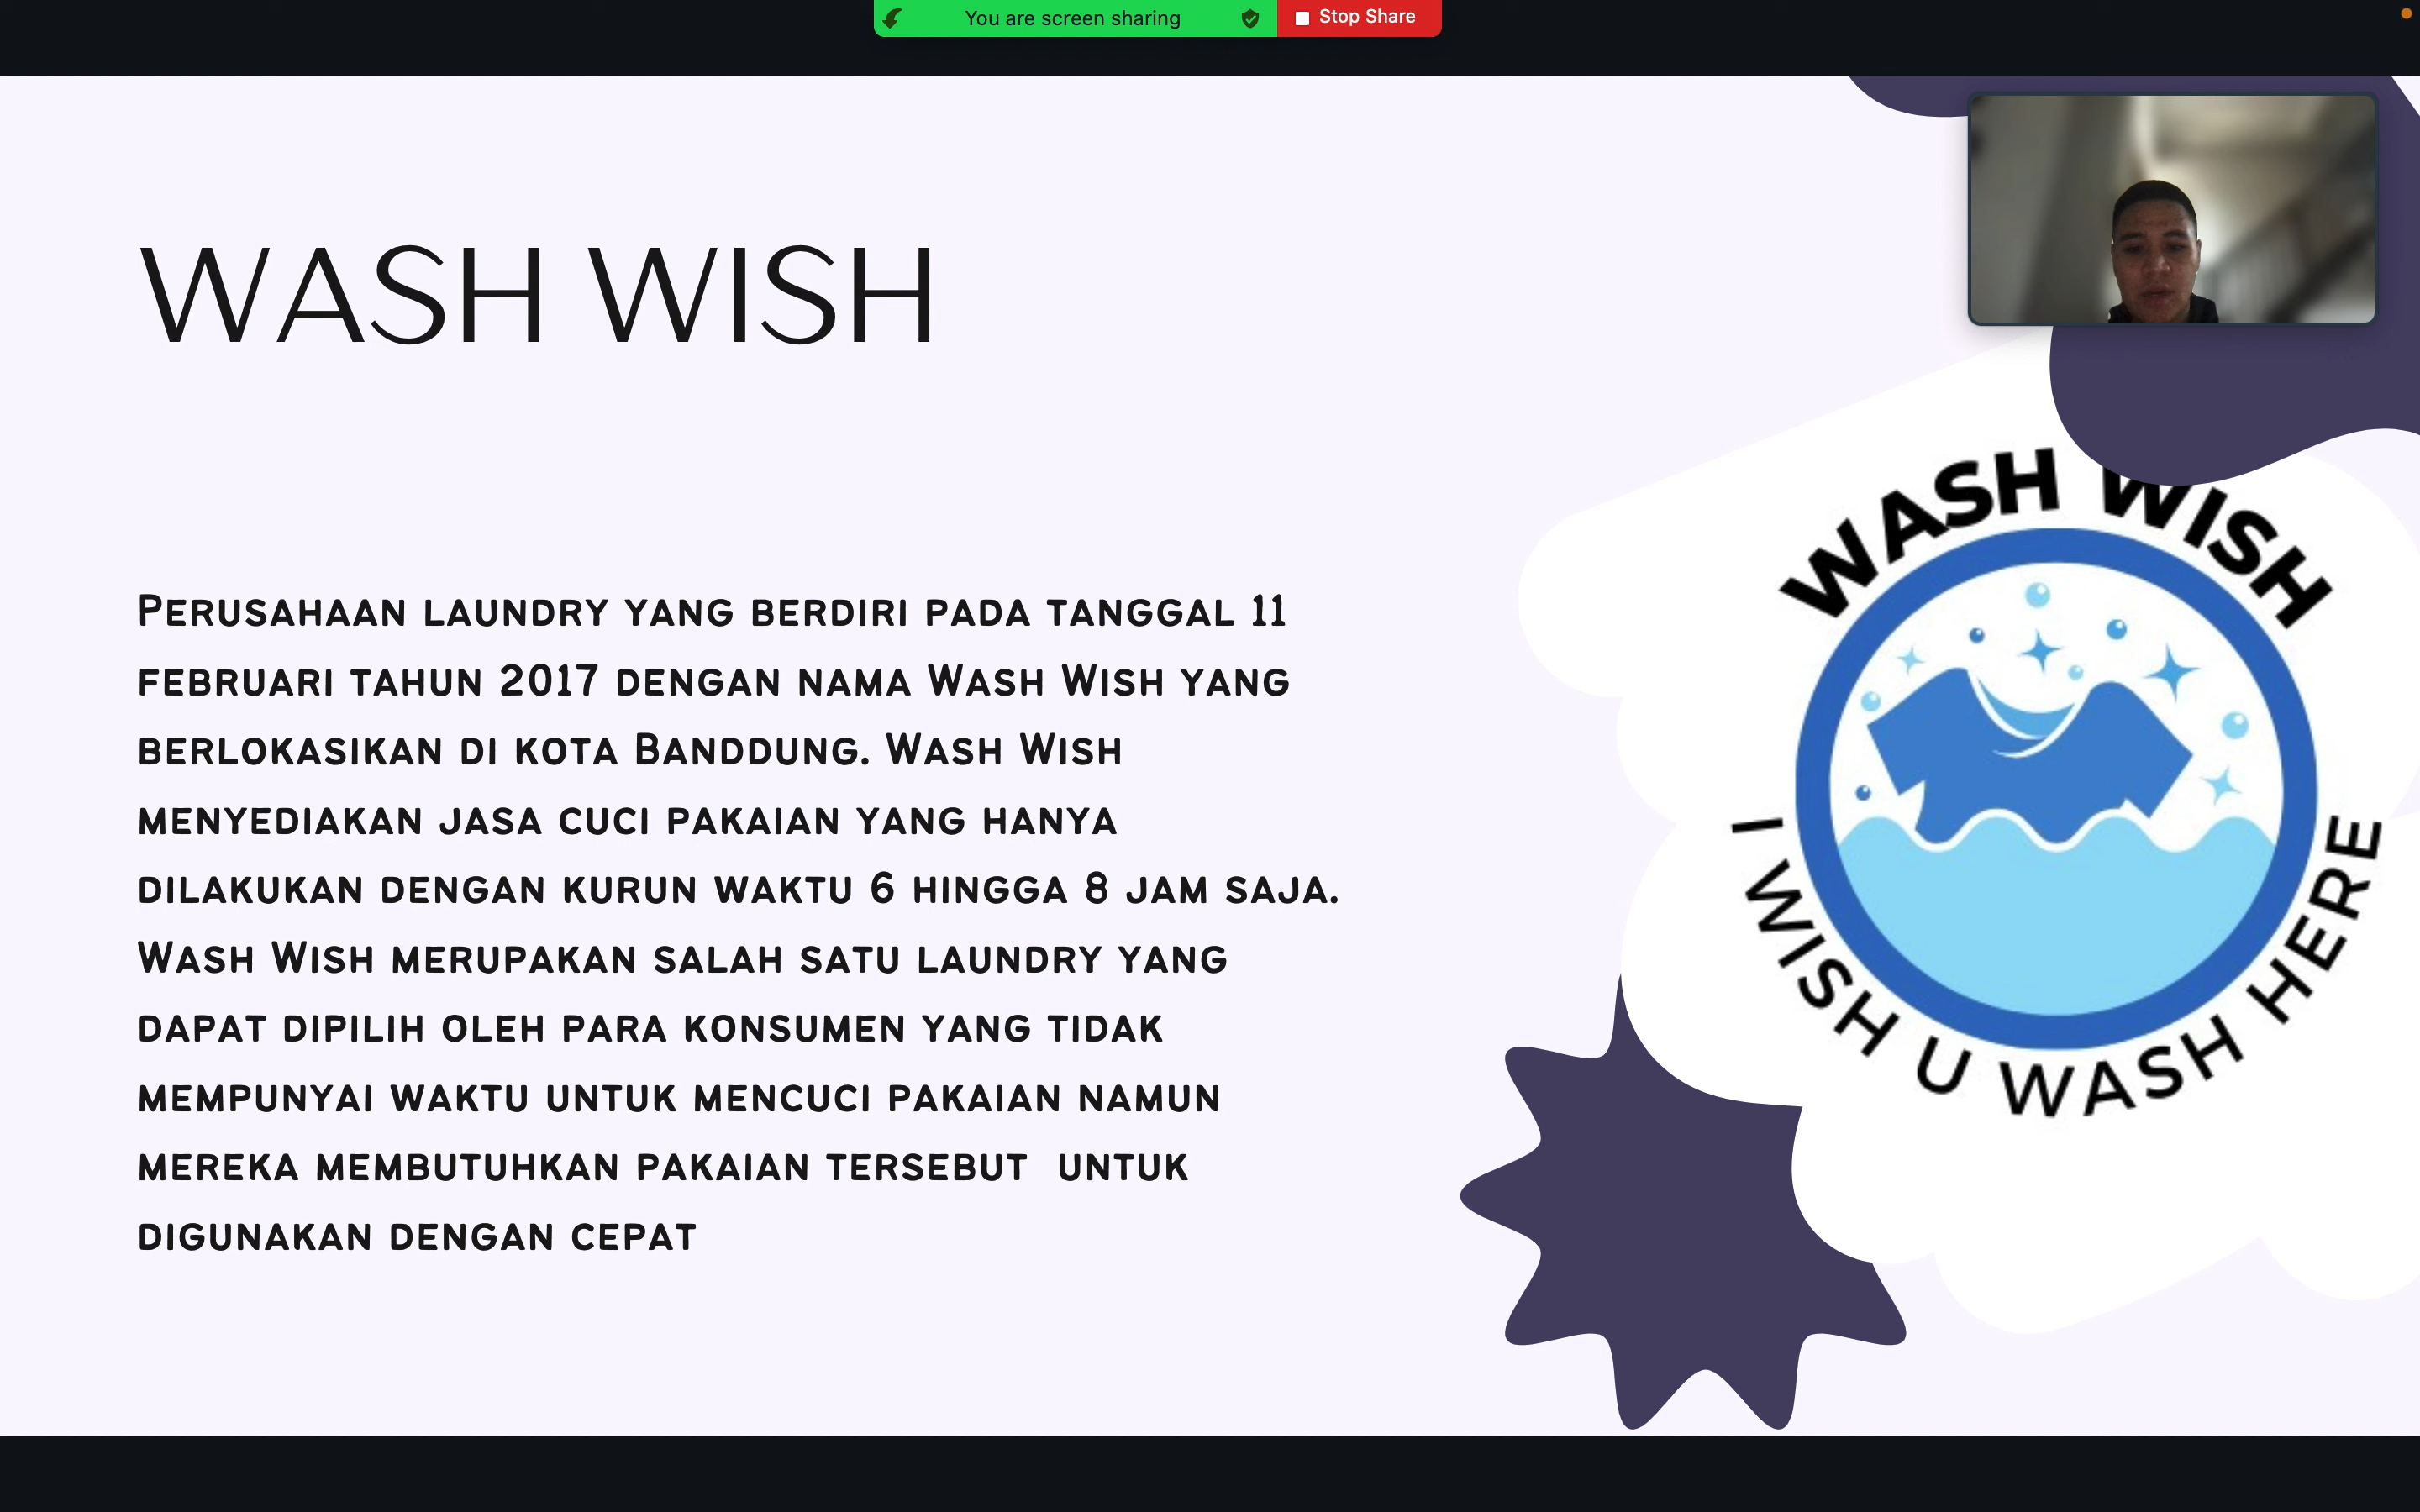 You are screen sharing
Stop Share
WASH WISH
Perusahaan laundry yang berdiri pada tanggal 11
februari tahun 2017 dengan nama Wash Wish yang
berlokasikan di kota Banddung. Wash Wish
menyediakan jasa cuci pakaian yang hanya
dilakukan dengan kurun waktu 6 hingga 8 jam saja.
Wash Wish merupakan salah satu laundry yang
dapat dipilih oleh para konsumen yang tidak
mempunyai waktu untuk mencuci pakaian namun
mereka membutuhkan pakaian tersebut  untuk
digunakan dengan cepat
WASH WISH
I WISH U WASH HERE